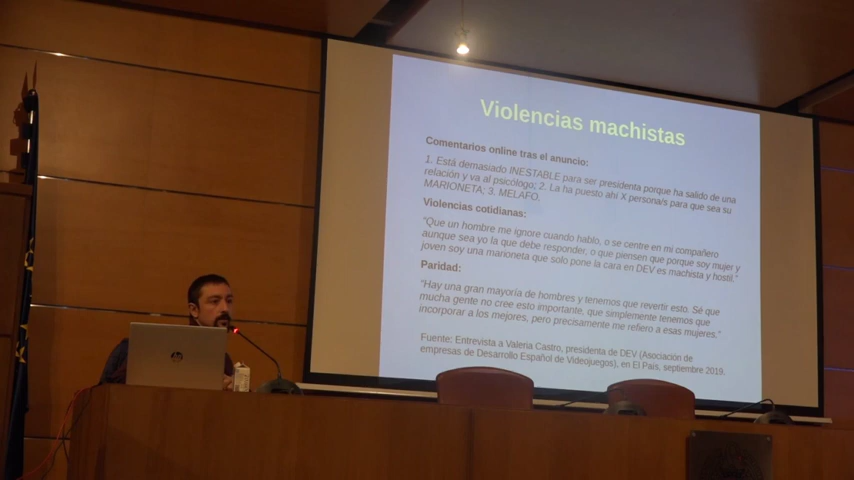 Violencias machistas
Comentarios online tras el anuncio:
1. Está demasiado INESTABLE para ser presidenta porque ha salido de una
relación y va al psicólogo; 2. La ha puesto ahí X persona/s para que sea su
MARIONETA; 3. MELAFO.
Violencias cotidianas:
"Que un hombre me ignore cuando hablo, o se centre en mi compañero
aunque sea yo la que debe responder, o que piensen que porque soy mujer y
joven soy una marioneta que solo pone la cara en DEV es machista y hostil."
Paridad:
"Hay una gran mayoría de hombres y tenemos que revertir esto. Sé que
mucha gente no cree esto importante, que simplemente tenemos que
incorporar a los mejores, pero precisamente me refiero a esas mujeres."
Fuente: Entrevista a Valeria Castro, presidenta de DEV (Asociación de
empresas de Desarrollo Español de Videojuegos), en El País, septiembre 2019.
hp